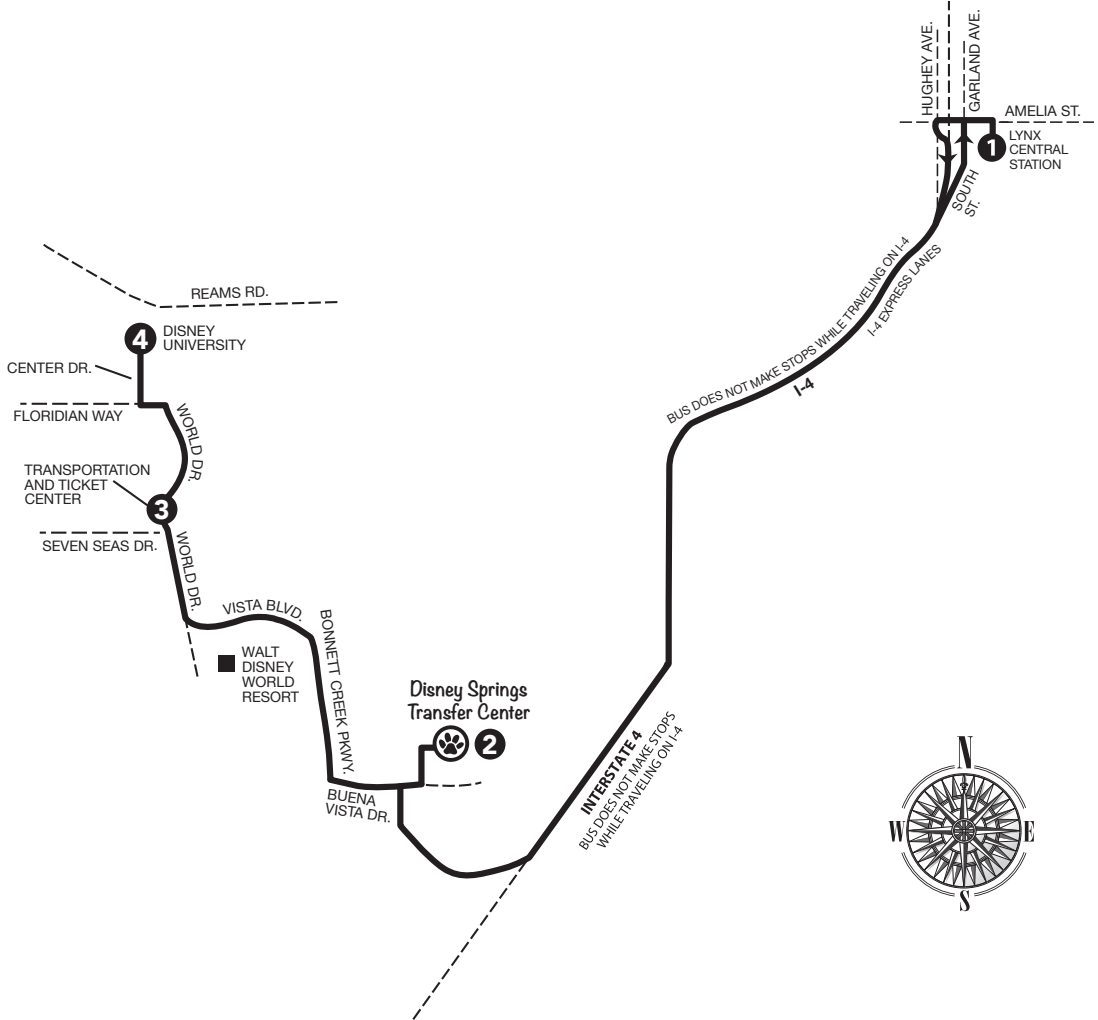 HUGHEY AVE.
GARLAND AVE.
AMELIA ST.
1
LYNX
CENTRAL
STATION
SOUTH
ST.
BUS DOES NOT MAKE STOPS WHILE TRAVELING ON I-4
I-4 EXPRESS LANES
I-4
REAMS RD.
4
DISNEY
UNIVERSITY
CENTER DR.
FLORIDIAN WAY
WORLD DR.
TRANSPORTATION
AND TICKET
CENTER
3
SEVEN SEAS DR.
WORLD DR.
VISTA BLVD.
BONNETT CREEK PKWY.
WALT
DISNEY
WORLD
RESORT
Disney Springs
Transfer Center
2
BUENA
VISTA DR.
INTERSTATE 4
BUS DOES NOT MAKE STOPS
WHILE TRAVELING ON I-4
N
W
E
S